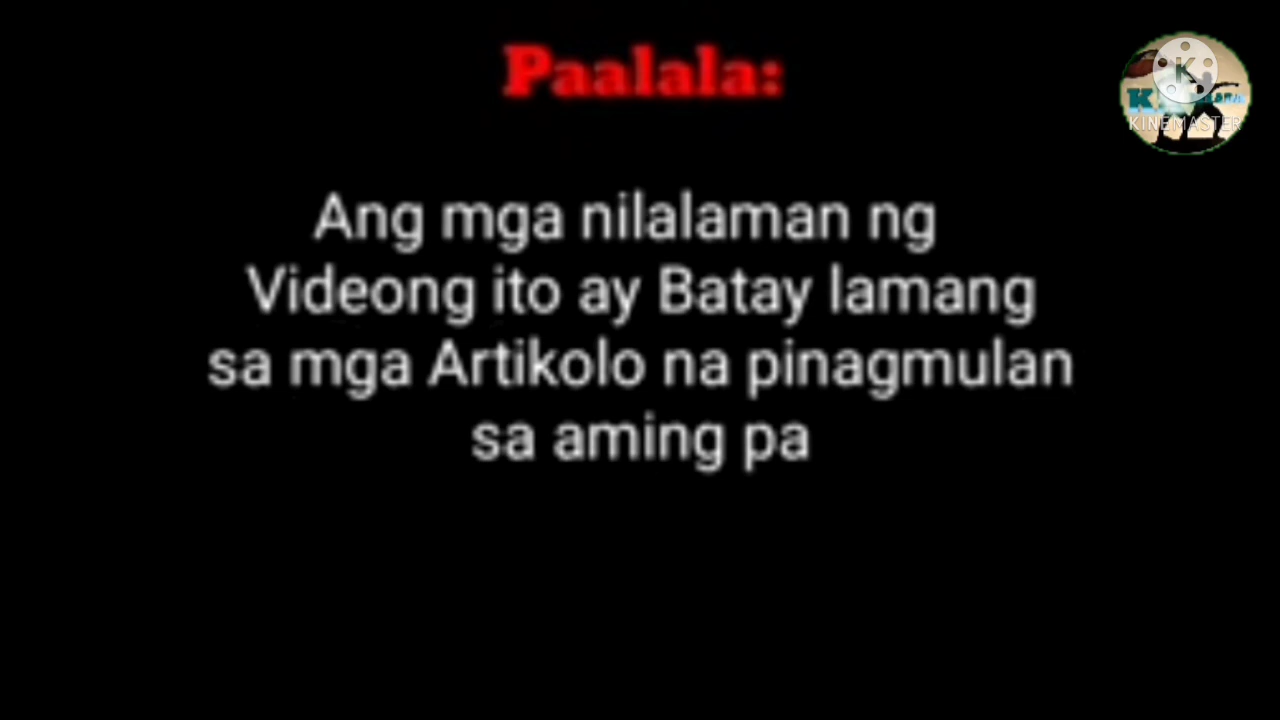 Paalala:
Ang mga nilalaman ng
Videong ito ay Batay lamang
sa mga Artikolo na pinagmulan
sa aming pa
K
KINEMASTER